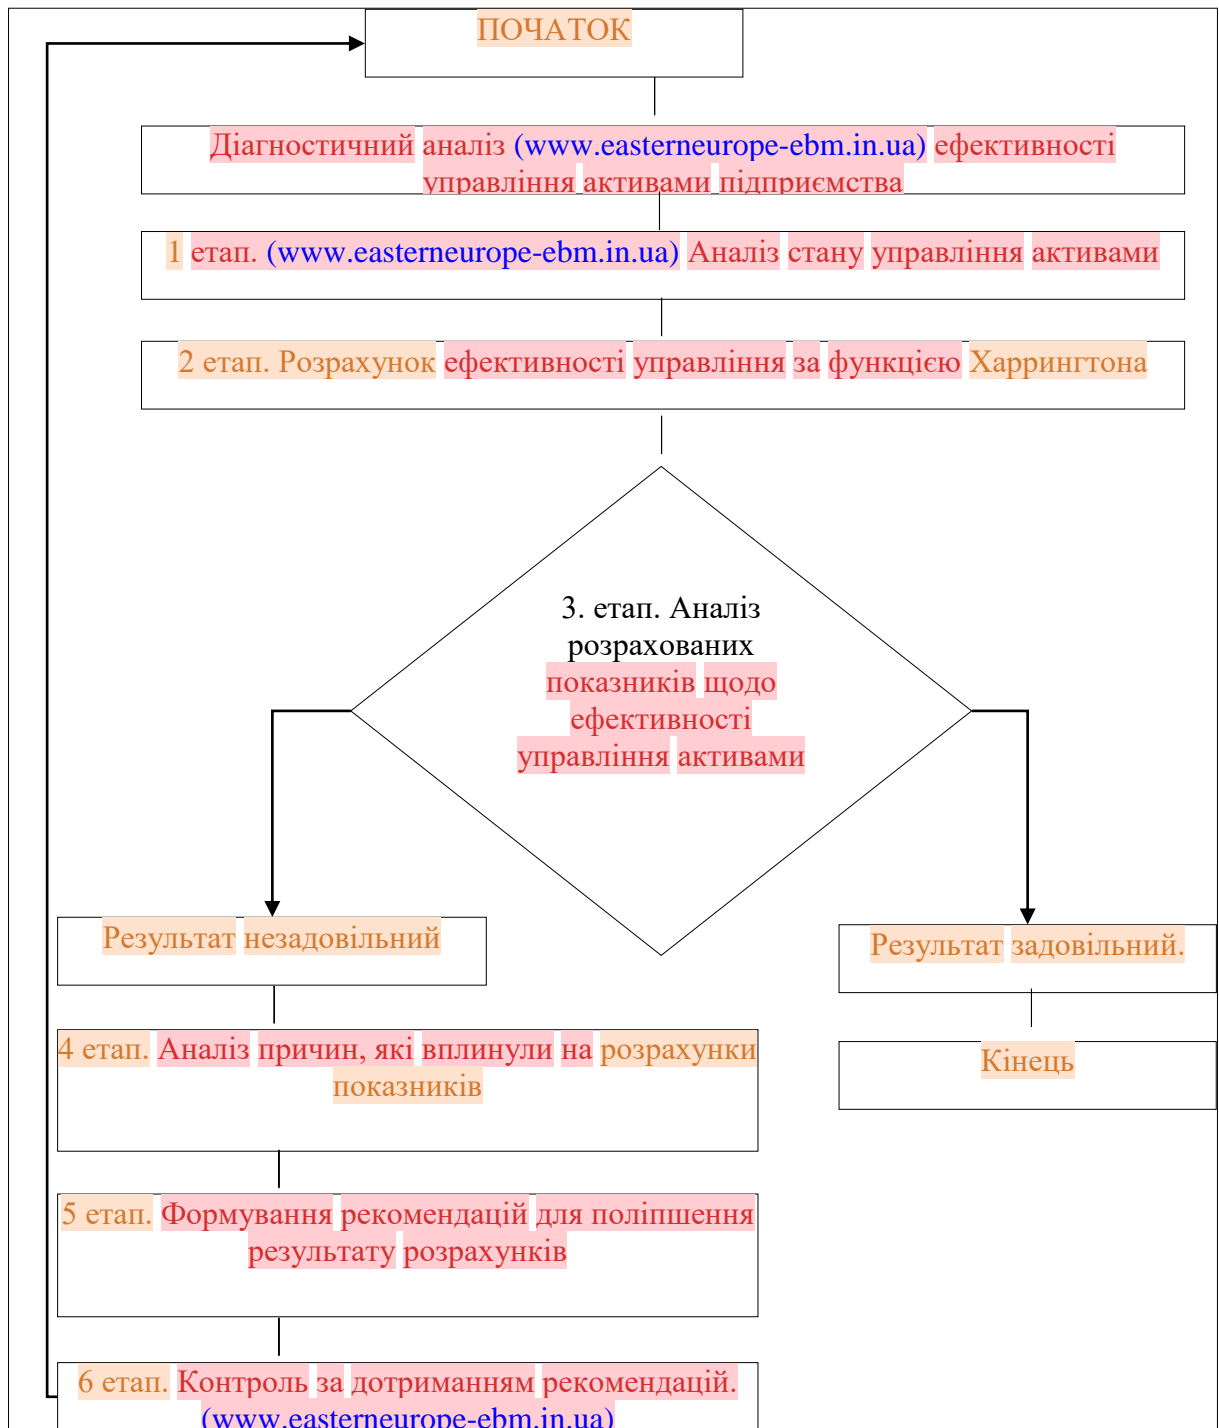 ПОЧАТОК
Діагностичний аналіз (www.easterneurope-ebm.in.ua) ефективності
управління активами підприємства
1 етап. (www.easterneurope-ebm.in.ua) Аналіз стану управління активами
2 етап. Розрахунок ефективності управління за функцією Харрингтона
3. етап. Аналіз
розрахованих
показників щодо
ефективності
управління активами
Результат незадовільний
Результат задовільний.
4 етап. Аналіз причин, які вплинули на розрахунки
показників
Кінець
5 етап. Формування рекомендацій для поліпшення
результату розрахунків
6 етап. Контроль за дотриманням рекомендацій.
(www.easterneurope-ebm.in.ua)